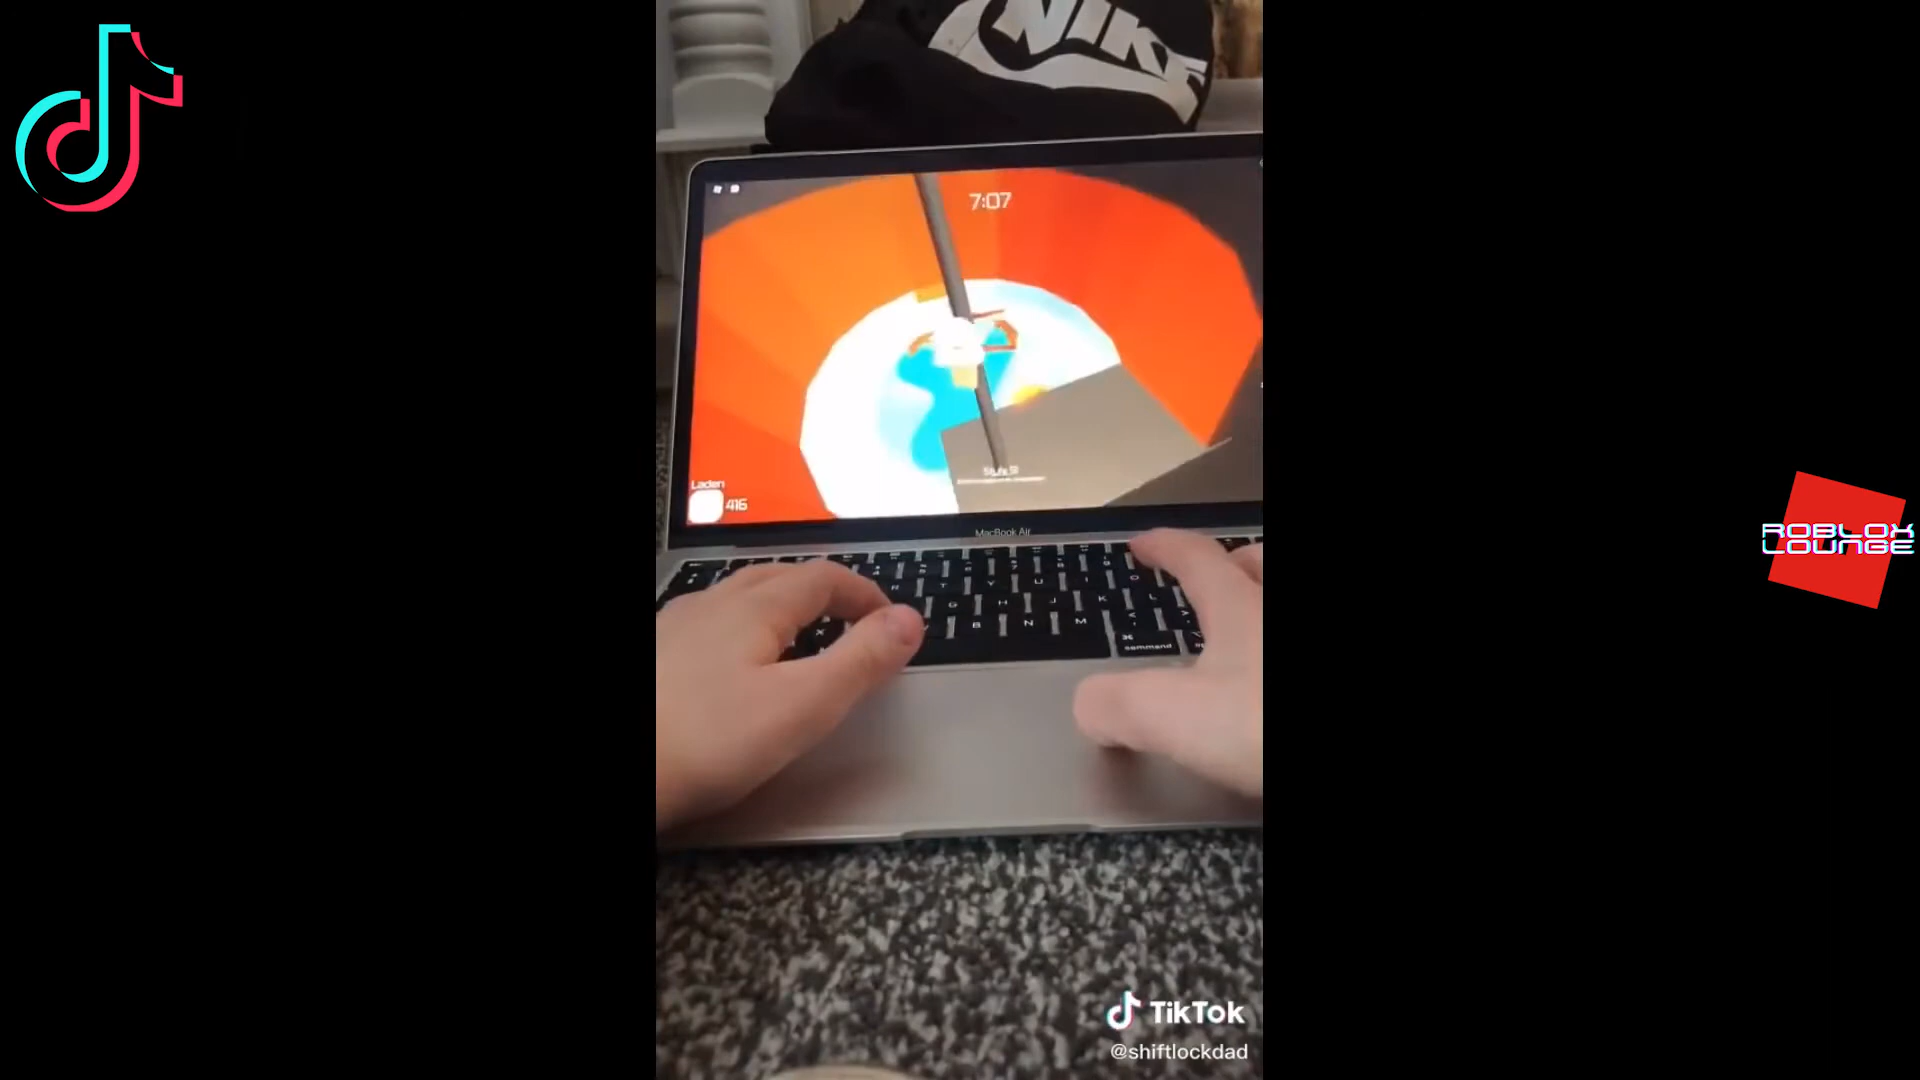 NIKE
7:07
Laden
416
MacBook Air
T Y U I O
G H J K L
X B N M
command
ROBLOX
LOUNGE
TikTok
@shiftlockdad